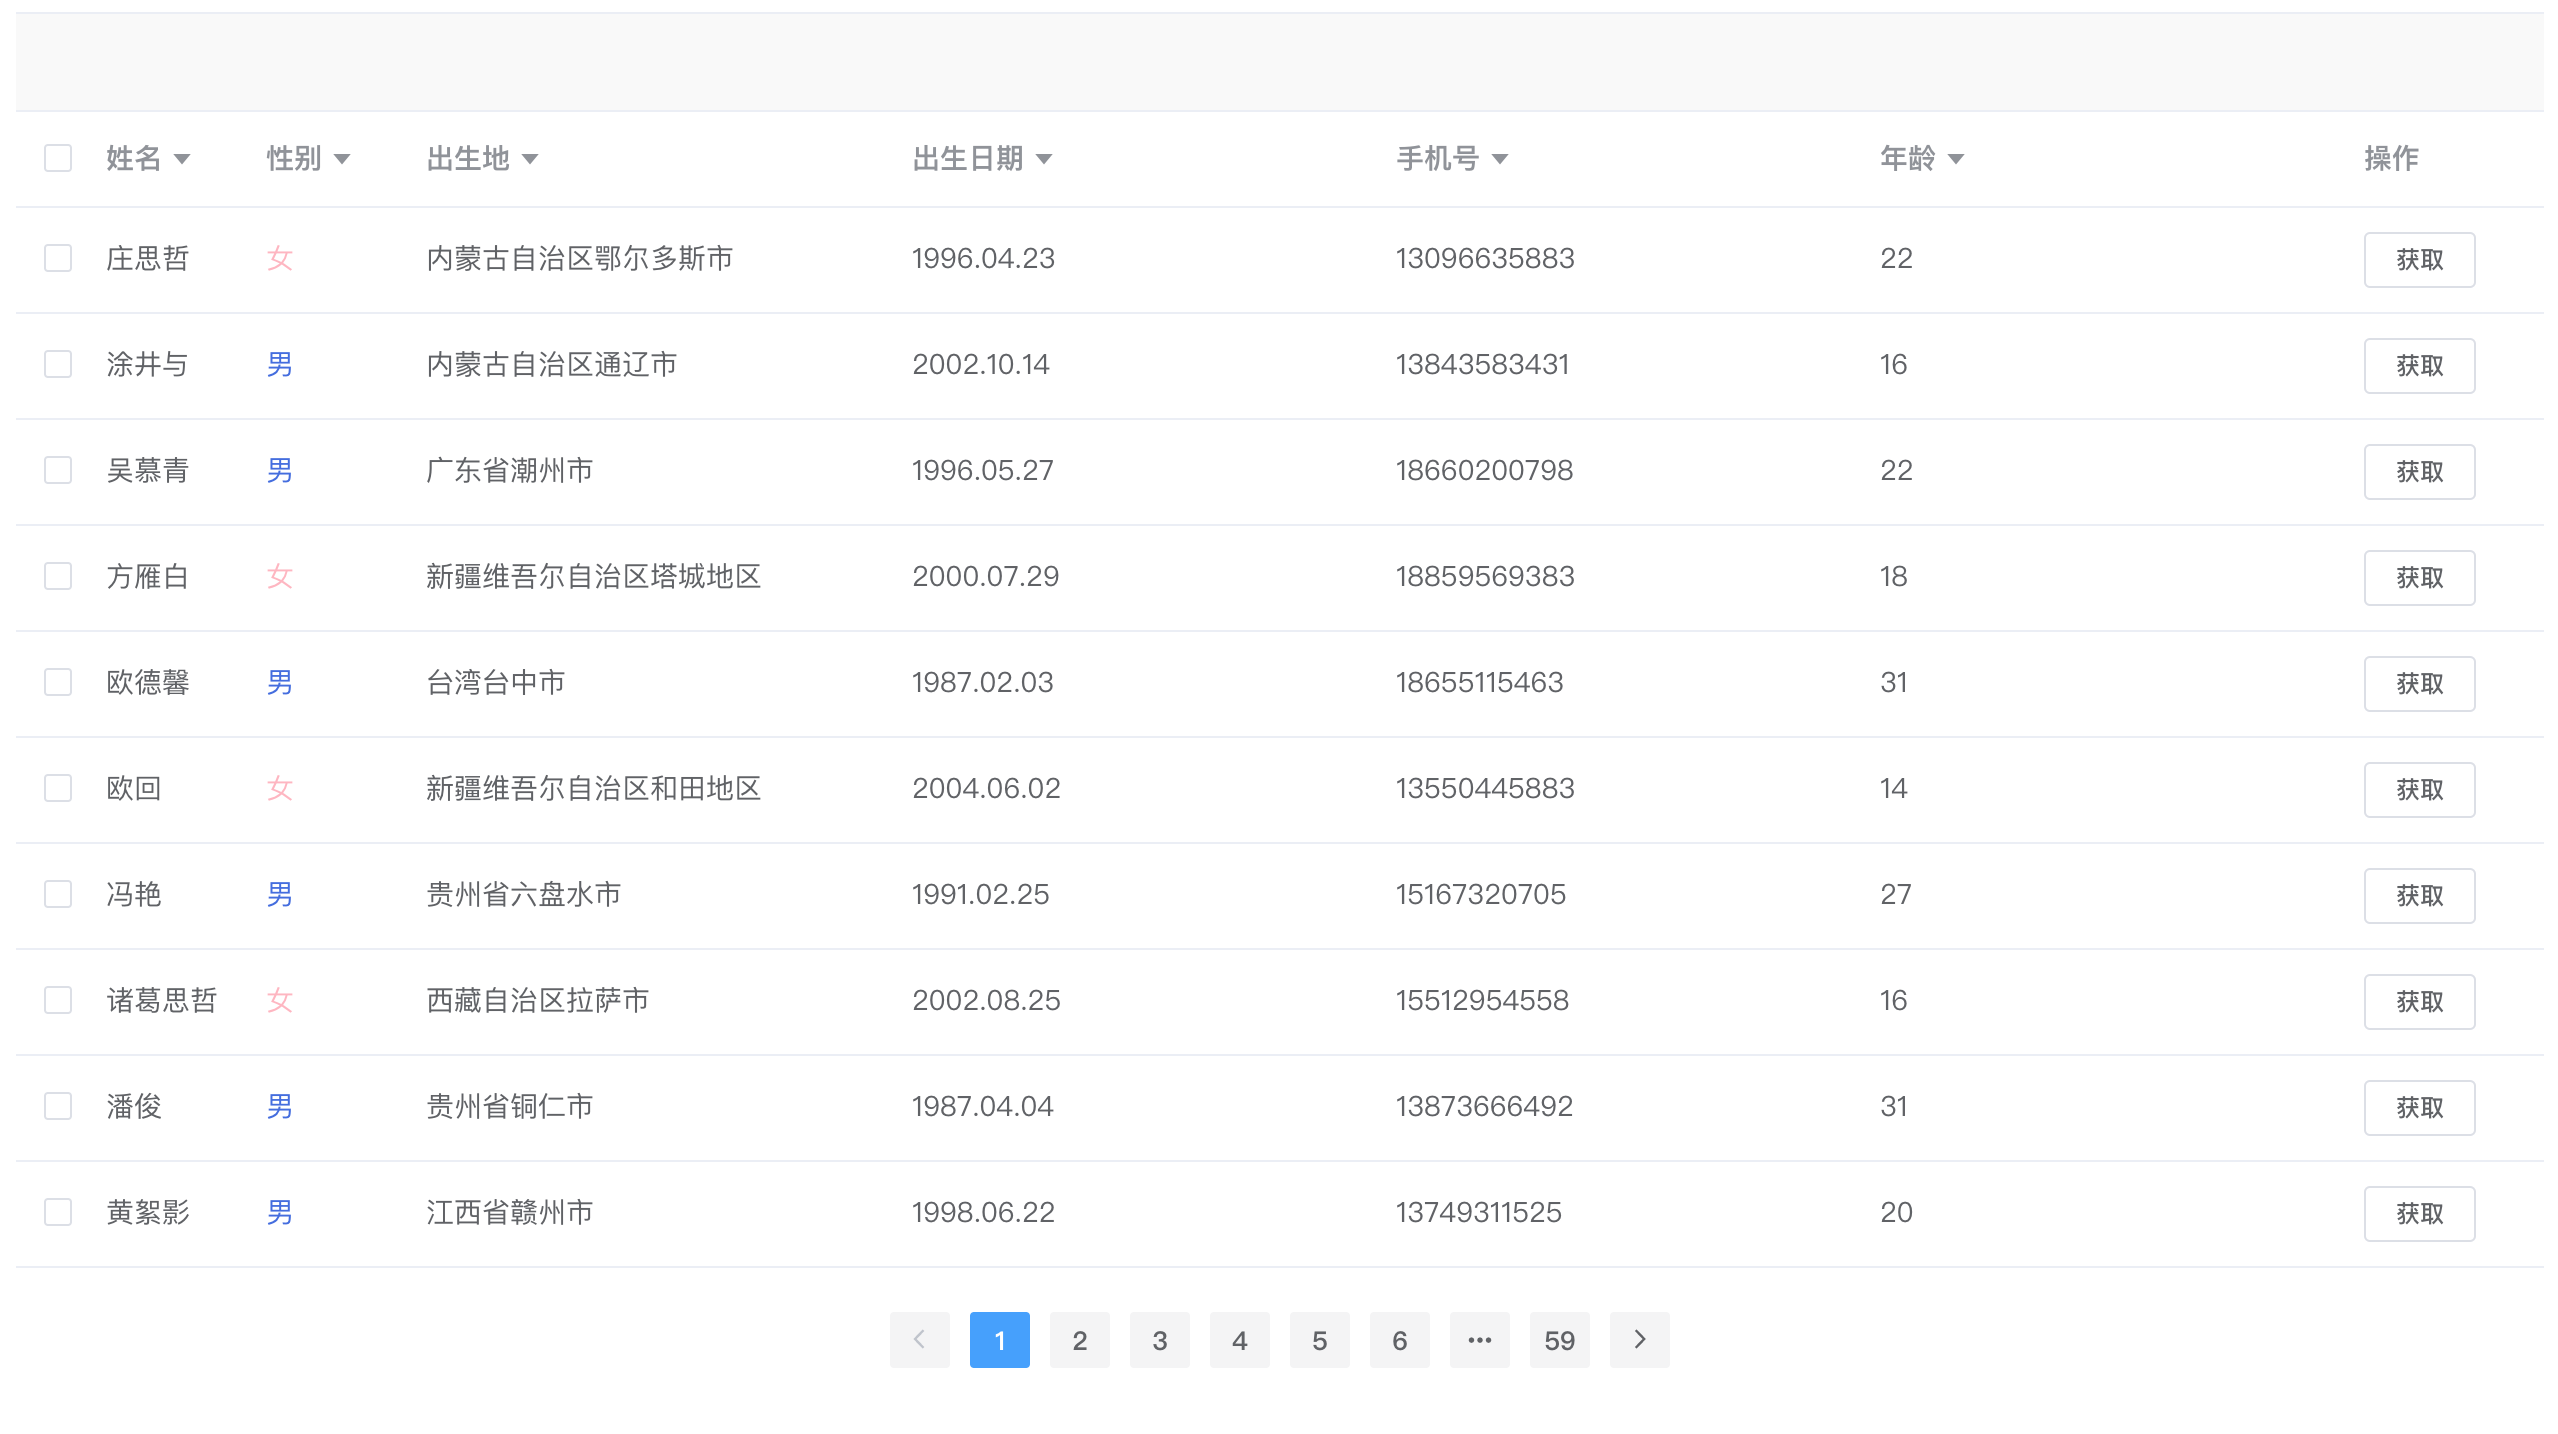 姓名 性别 出生地 出生日期 手机号 年龄 操作
庄思哲 女 内蒙古自治区鄂尔多斯市 1996.04.23 13096635883 22 获取
涂井与 男 内蒙古自治区通辽市 2002.10.14 13843583431 16 获取
吴慕青 男 广东省潮州市 1996.05.27 18660200798 22 获取
方雁白 女 新疆维吾尔自治区塔城地区 2000.07.29 18859569383 18 获取
欧德馨 男 台湾台中市 1987.02.03 18655115463 31 获取
欧回 女 新疆维吾尔自治区和田地区 2004.06.02 13550445883 14 获取
冯艳 男 贵州省六盘水市 1991.02.25 15167320705 27 获取
诸葛思哲 女 西藏自治区拉萨市 2002.08.25 15512954558 16 获取
潘俊 男 贵州省铜仁市 1987.04.04 13873666492 31 获取
黄絮影 男 江西省赣州市 1998.06.22 13749311525 20 获取
1 2 3 4 5 6 ··· 59